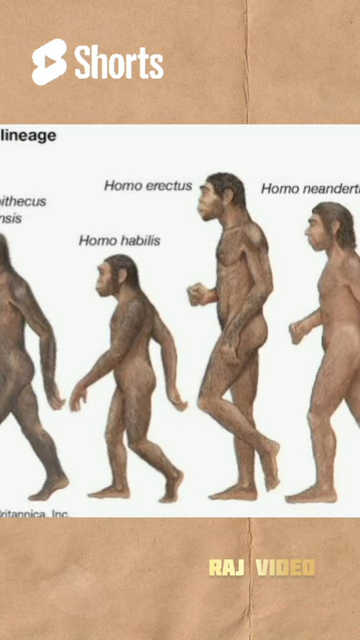 Shorts
lineage
Homo erectus
Homo neandert
ithecus
nsis
Homo habilis
ritannica, Inc.
RAJ VIDEO